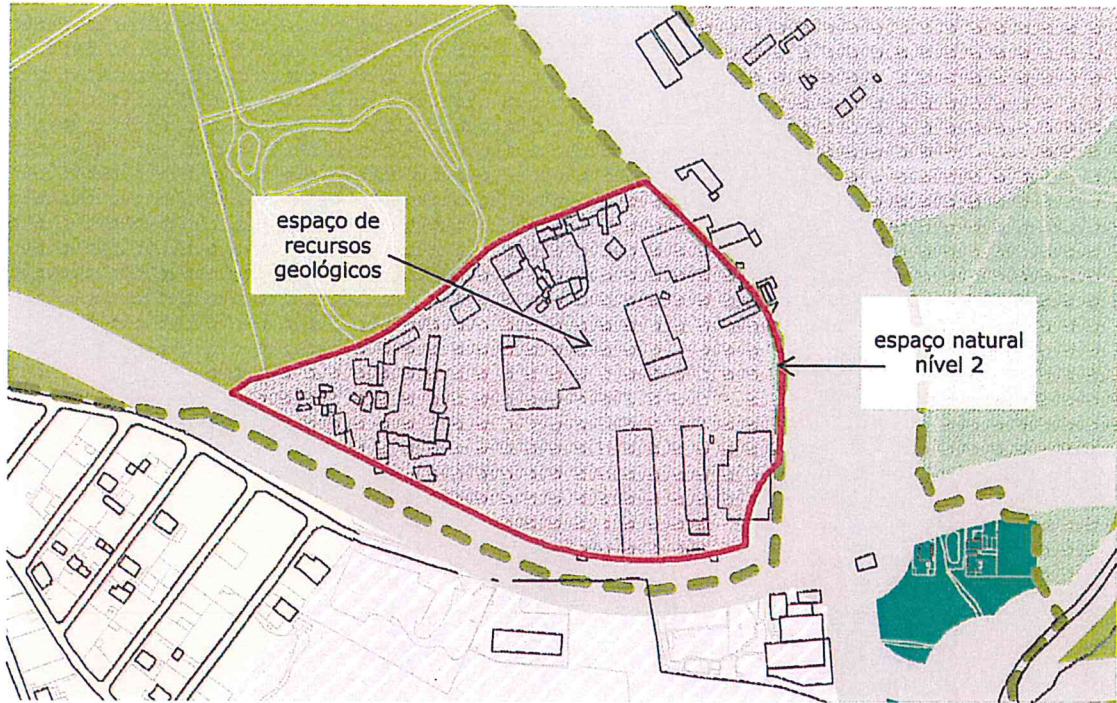 espaço de
recursos
geológicos
espaço natural
nível 2